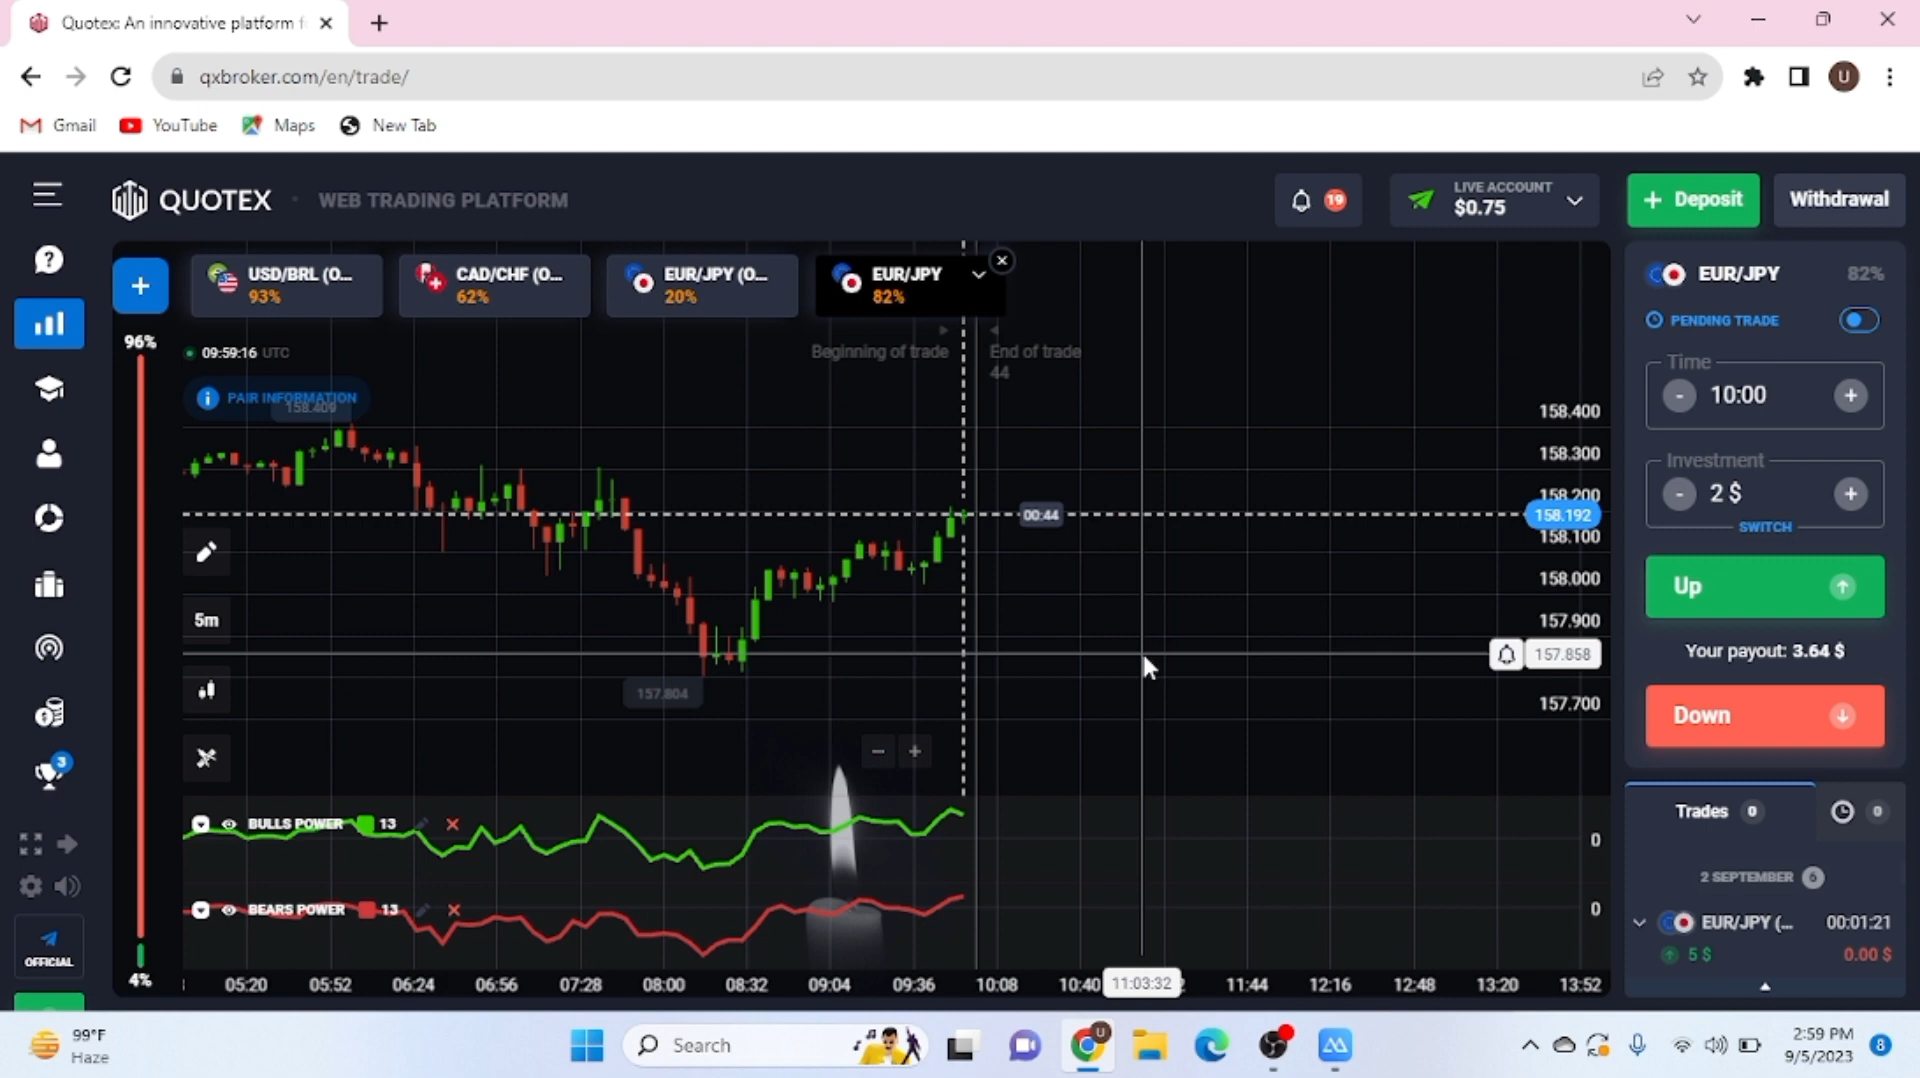 Quotex: An innovative platform f
qxbroker.com/en/trade/
U
Gmail
YouTube
Maps
New Tab
QUOTEX
WEB TRADING PLATFORM
19
LIVE ACCOUNT
$0.75
+ Deposit
Withdrawal
USD/BRL (O...
93%
CAD/CHF (O...
62%
EUR/JPY (O...
20%
EUR/JPY
82%
96%
09:59:16 UTC
Beginning of trade
End of trade
44
PAIR INFORMATION
158.409
158.400
158.300
158.200
158.192
00:44
158.100
158.000
157.900
157.858
157.804
157.700
5m
BULLS POWER 13
0
BEARS POWER 13
0
4%
05:20 05:52 06:24 06:56 07:28 08:00 08:32 09:04 09:36 10:08 10:40 11:03:32 11:44 12:16 12:48 13:20 13:52
EUR/JPY 82%
PENDING TRADE
Time
- 10:00 +
Investment
- 2 $ +
SWITCH
Up
Your payout: 3.64 $
Down
Trades 0
0
2 SEPTEMBER 6
EUR/JPY (... 00:01:21
5 $ 0.00 $
3
OFFICIAL
99°F
Haze
Search
U
2:59 PM
9/5/2023
8